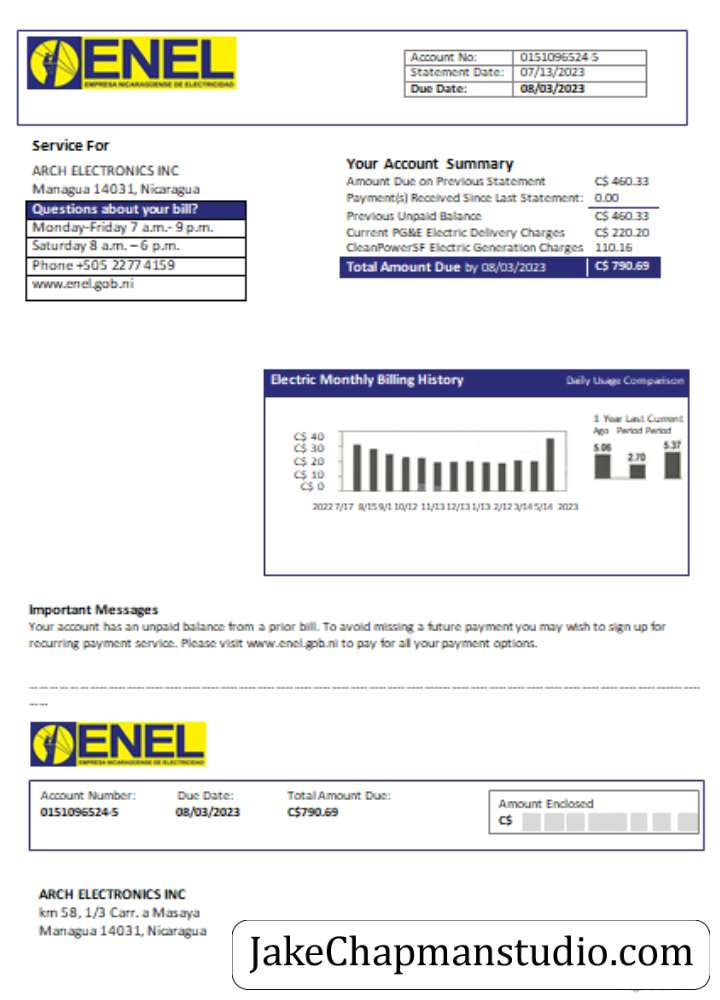 ENEL
EMPRESA NICARAGÜENSE DE ELECTRICIDAD
Account No: 0151096524-5
Statement Date: 07/13/2023
Due Date: 08/03/2023
Service For
ARCH ELECTRONICS INC
Managua 14031, Nicaragua
Questions about your bill?
Monday-Friday 7 a.m.- 9 p.m.
Saturday 8 a.m. – 6 p.m.
Phone +505 2277 4159
www.enel.gob.ni
Your Account Summary
Amount Due on Previous Statement C$ 460.33
Payment(s) Received Since Last Statement: 0.00
Previous Unpaid Balance C$ 460.33
Current PG&E Electric Delivery Charges C$ 220.20
CleanPowerSF Electric Generation Charges 110.16
Total Amount Due by 08/03/2023 C$ 790.69
Electric Monthly Billing History Daily Usage Comparison
1 Year Last Current
Ago Period Period
5.06 2.70 5.37
C$ 40
C$ 30
C$ 20
C$ 10
C$ 0
2022 7/17 8/15 9/1 10/12 11/13 12/13 1/13 2/12 3/14 5/14 2023
Important Messages
Your account has an unpaid balance from a prior bill. To avoid missing a future payment you may wish to sign up for
recurring payment service. Please visit www.enel.gob.ni to pay for all your payment options.
ENEL
EMPRESA NICARAGUENSE DE ELECTRICIDAD
Account Number: Due Date: Total Amount Due:
0151096524-5 08/03/2023 C$790.69
Amount Enclosed
C$
ARCH ELECTRONICS INC
km 58, 1/3 Carr. a Masaya
Managua 14031, Nicaragua
JakeChapmanstudio.com